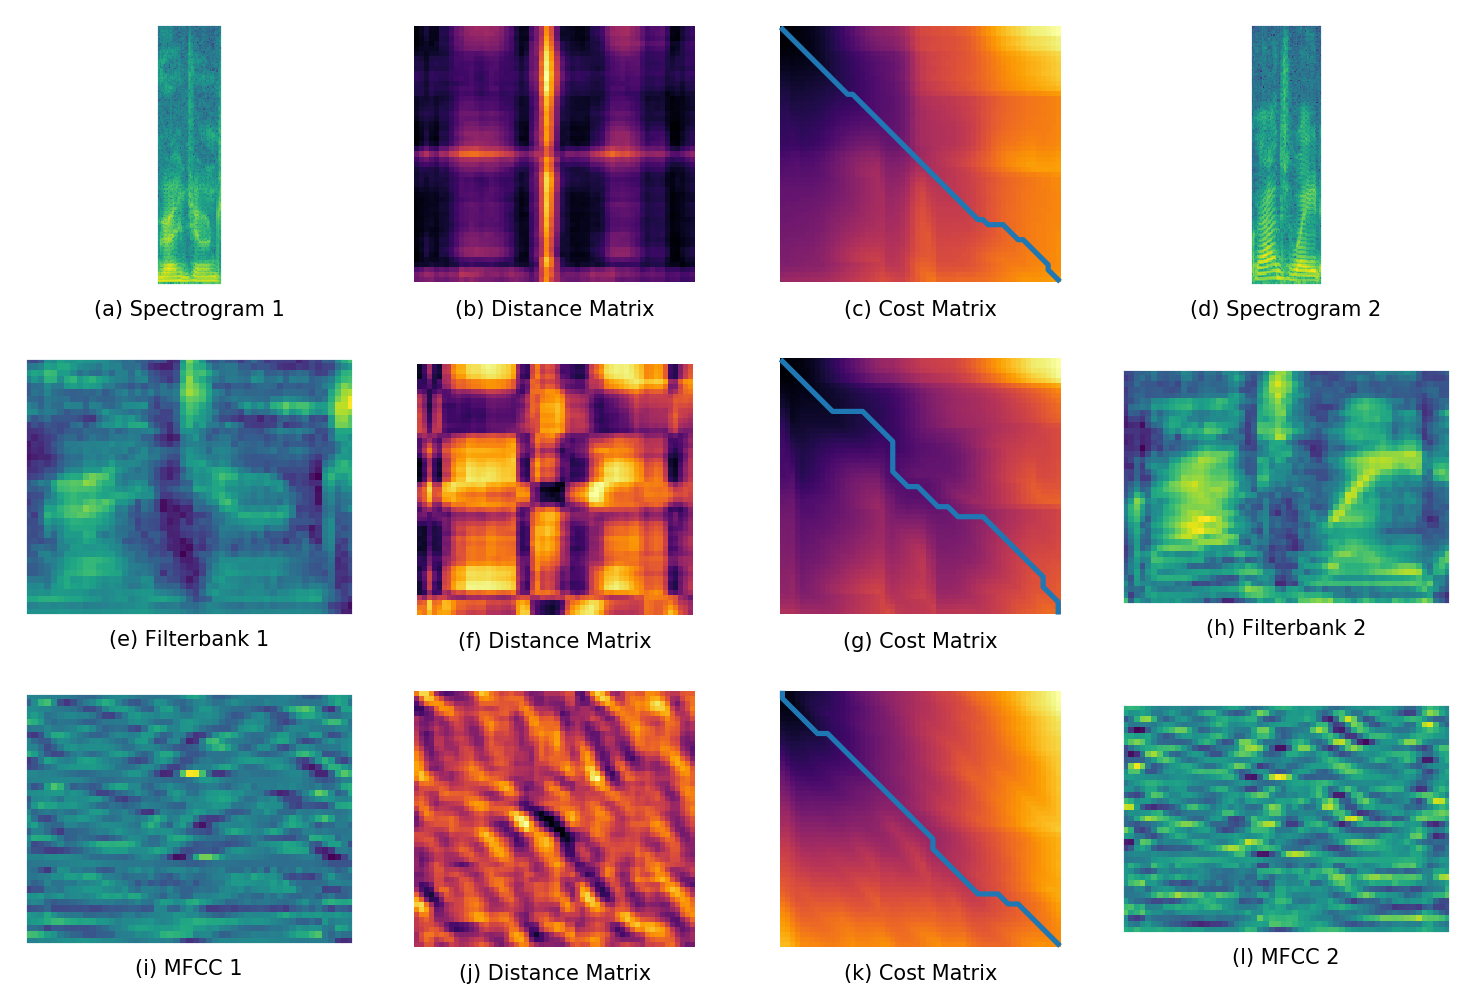 (a) Spectrogram 1
(b) Distance Matrix
(c) Cost Matrix
(d) Spectrogram 2
(e) Filterbank 1
(f) Distance Matrix
(g) Cost Matrix
(h) Filterbank 2
(i) MFCC 1
(j) Distance Matrix
(k) Cost Matrix
(l) MFCC 2